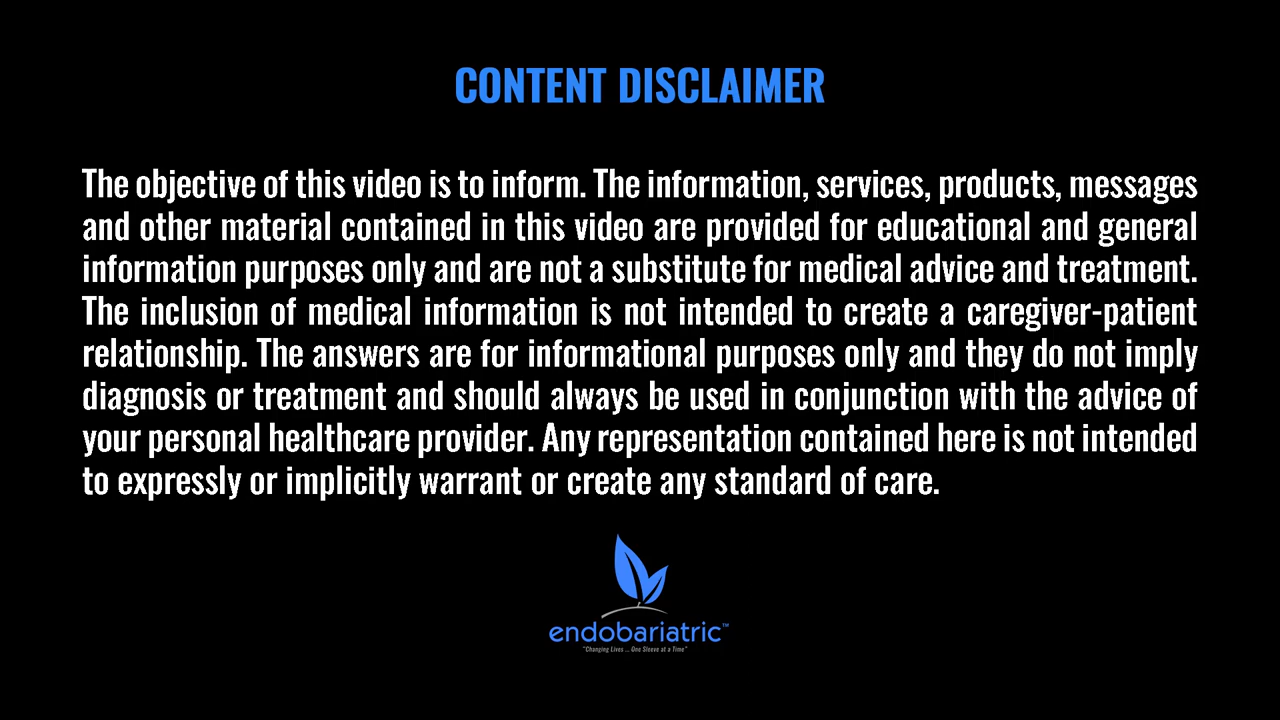 CONTENT DISCLAIMER
The objective of this video is to inform. The information, services, products, messages
and other material contained in this video are provided for educational and general
information purposes only and are not a substitute for medical advice and treatment.
The inclusion of medical information is not intended to create a caregiver-patient
relationship. The answers are for informational purposes only and they do not imply
diagnosis or treatment and should always be used in conjunction with the advice of
your personal healthcare provider. Any representation contained here is not intended
to expressly or implicitly warrant or create any standard of care.
endobariatric™
"Changing Lives ... One Sleeve at a Time"